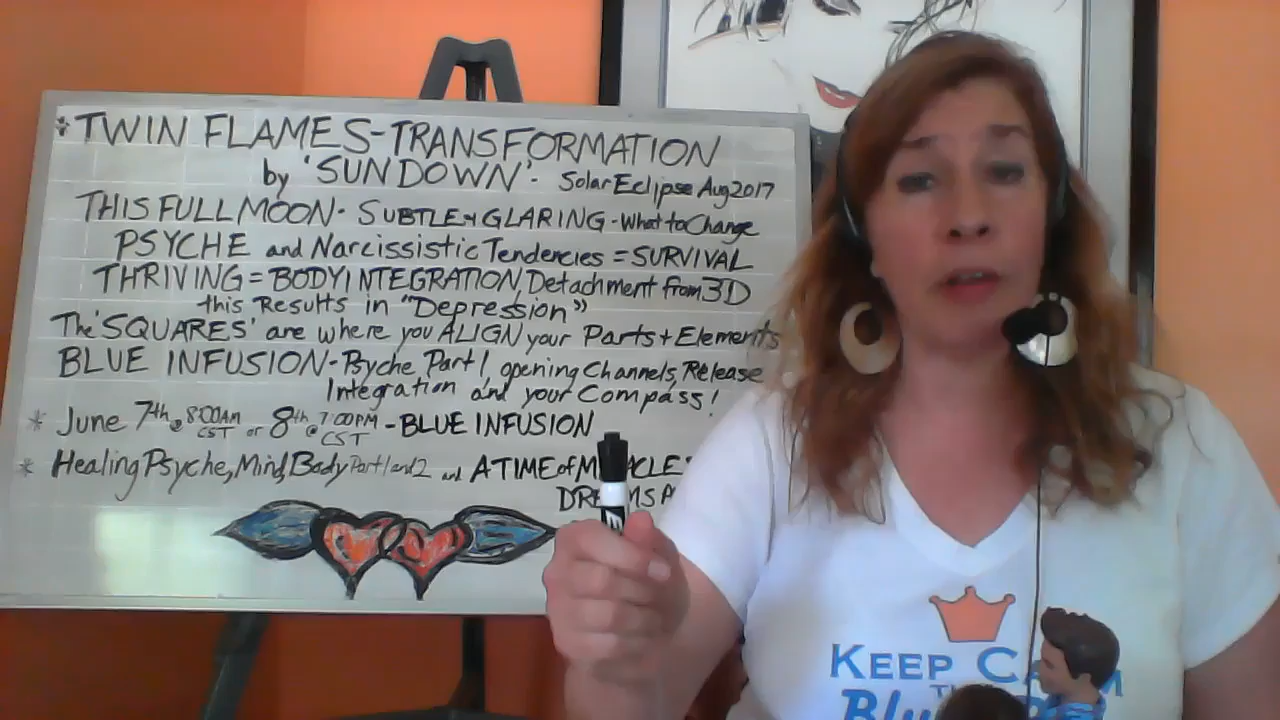 TWIN FLAMES-TRANSFORMATION
by 'SUNDOWN'- Solar Eclipse Aug 2017
THIS FULL MOON- SUBTLE + GLARING - What to Change
PSYCHE and Narcissistic Tendencies = SURVIVAL
THRIVING = BODY INTEGRATION, Detachment from 3D
this Results in "Depression"
The 'SQUARES' are where you ALIGN your Parts + Elements
BLUE INFUSION - Psyche Part 1, opening Channels, Release
Integration and your Compass!
* June 7th @ 8:00AM CST or 8th @ 7:00PM CST - BLUE INFUSION
* Healing Psyche, Mind, Body Part 1 and 2 and A TIME of
KEEP